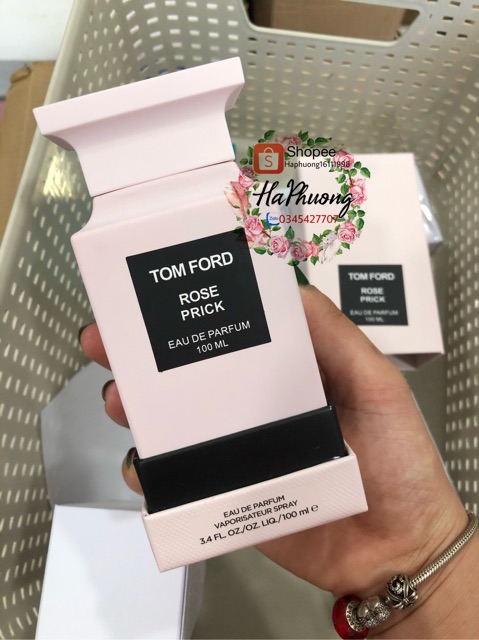 Shopee
Haphuong16111998
HaPhuong
Zalo
0345427707
TOM FORD
ROSE
PRICK
EAU DE PARFUM
100 ML
TOM FORD
ROSE
PRICK
EAU DE PARFUM
100 ML
EAU DE PARFUM
VAPORISATEUR SPRAY
3.4 FL. OZ./OZ. LIQ./100 ml e